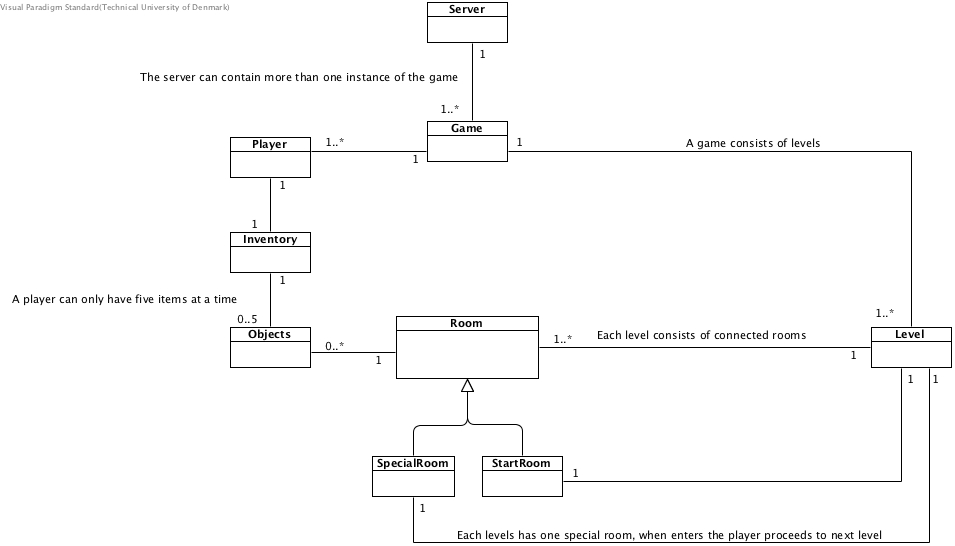 Visual Paradigm Standard(Technical University of Denmark)
Server
1
The server can contain more than one instance of the game
1..*
Game
1
A game consists of levels
1..*
1
Player
1
1
Inventory
1
A player can only have five items at a time
0..5
1..*
Objects
Room
Level
0..*
1
1..*
Each level consists of connected rooms
1
1
1
SpecialRoom
StartRoom
1
1
Each levels has one special room, when enters the player proceeds to next level